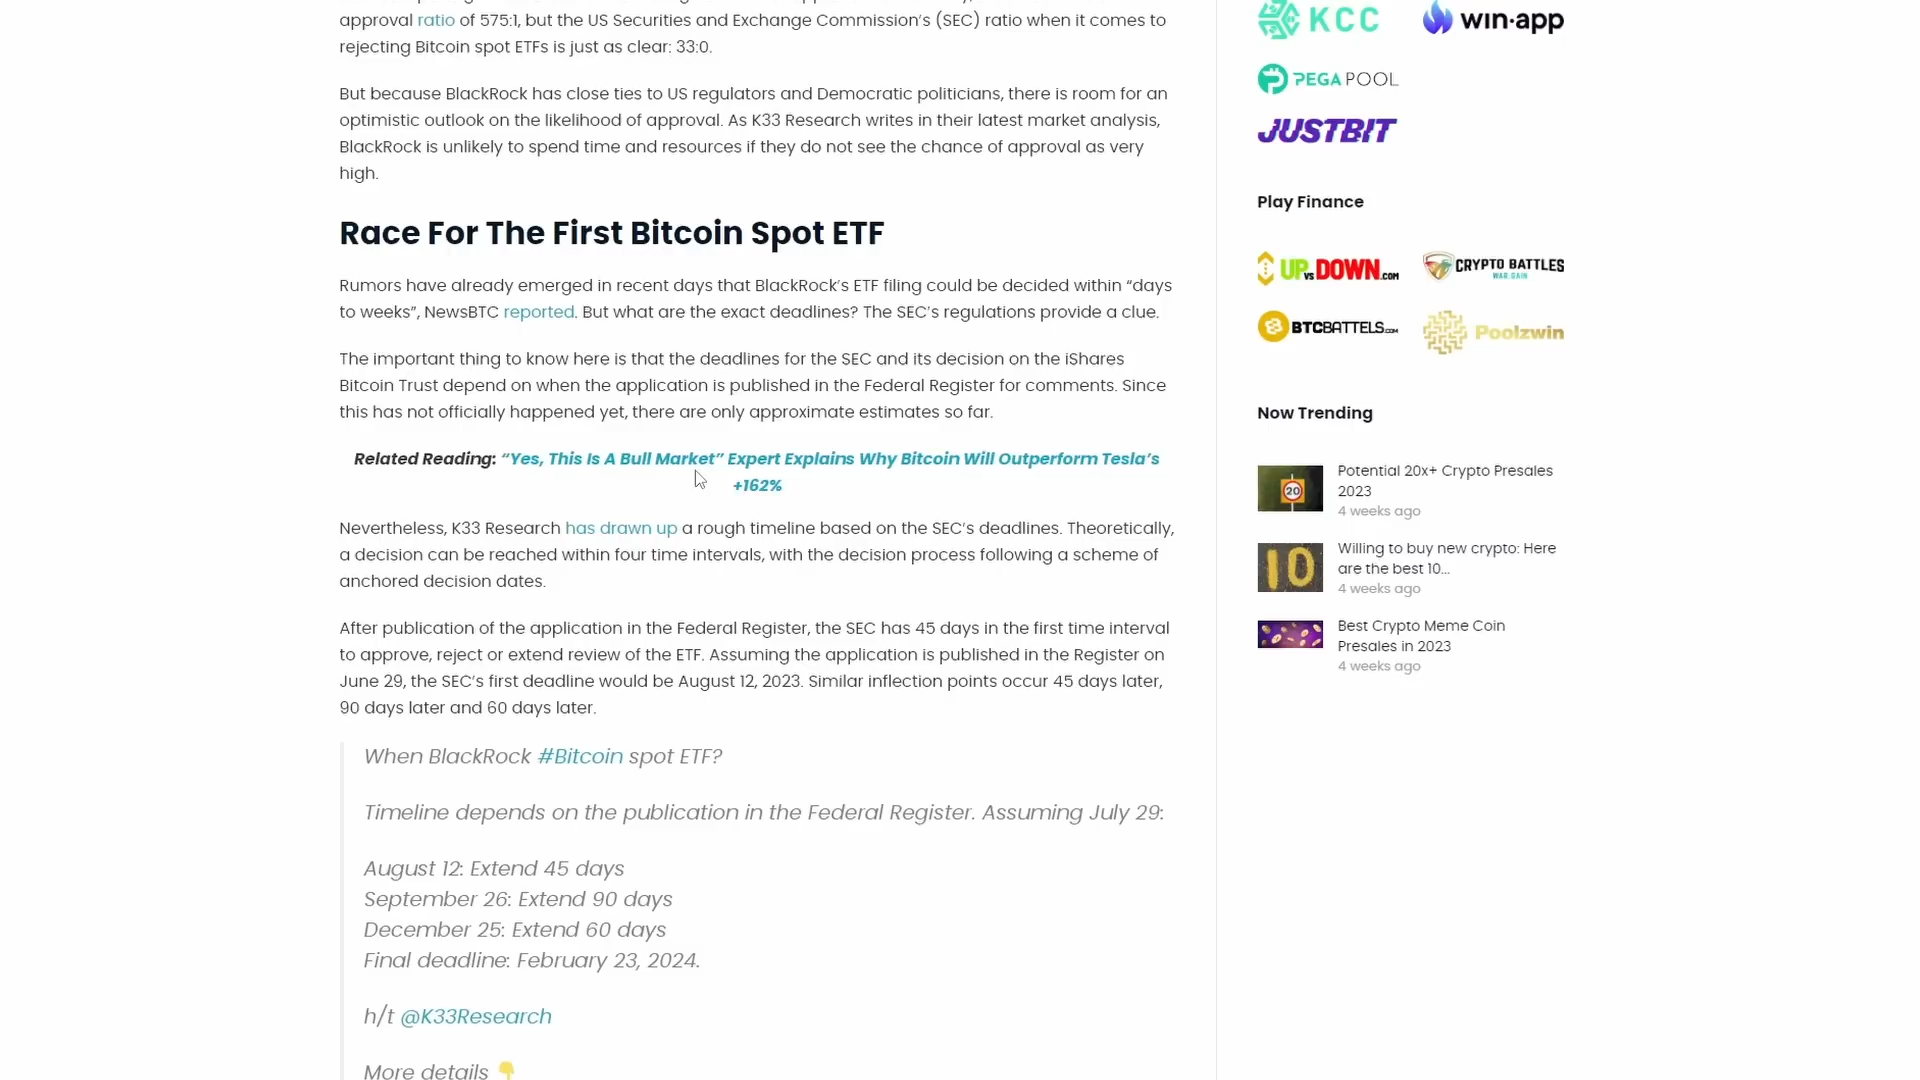 approval ratio of 575:1, but the US Securities and Exchange Commission's (SEC) ratio when it comes to
rejecting Bitcoin spot ETFs is just as clear: 33:0.
But because BlackRock has close ties to US regulators and Democratic politicians, there is room for an
optimistic outlook on the likelihood of approval. As K33 Research writes in their latest market analysis,
BlackRock is unlikely to spend time and resources if they do not see the chance of approval as very
high.
Race For The First Bitcoin Spot ETF
Rumors have already emerged in recent days that BlackRock's ETF filing could be decided within “days
to weeks”, NewsBTC reported. But what are the exact deadlines? The SEC's regulations provide a clue.
The important thing to know here is that the deadlines for the SEC and its decision on the iShares
Bitcoin Trust depend on when the application is published in the Federal Register for comments. Since
this has not officially happened yet, there are only approximate estimates so far.
Related Reading: “Yes, This Is A Bull Market” Expert Explains Why Bitcoin Will Outperform Tesla's
+162%
Nevertheless, K33 Research has drawn up a rough timeline based on the SEC's deadlines. Theoretically,
a decision can be reached within four time intervals, with the decision process following a scheme of
anchored decision dates.
After publication of the application in the Federal Register, the SEC has 45 days in the first time interval
to approve, reject or extend review of the ETF. Assuming the application is published in the Register on
June 29, the SEC's first deadline would be August 12, 2023. Similar inflection points occur 45 days later,
90 days later and 60 days later.
When BlackRock #Bitcoin spot ETF?
Timeline depends on the publication in the Federal Register. Assuming July 29:
August 12: Extend 45 days
September 26: Extend 90 days
December 25: Extend 60 days
Final deadline: February 23, 2024.
h/t @K33Research
More details 👇
KCC
win·app
PEGA POOL
JUSTBIT
Play Finance
UP vs DOWN.com
CRYPTO BATTLES
WAR. GAIN
BTCBATTELS.COM
Poolzwin
Now Trending
20
Potential 20x+ Crypto Presales
2023
4 weeks ago
10
Willing to buy new crypto: Here
are the best 10...
4 weeks ago
Best Crypto Meme Coin
Presales in 2023
4 weeks ago